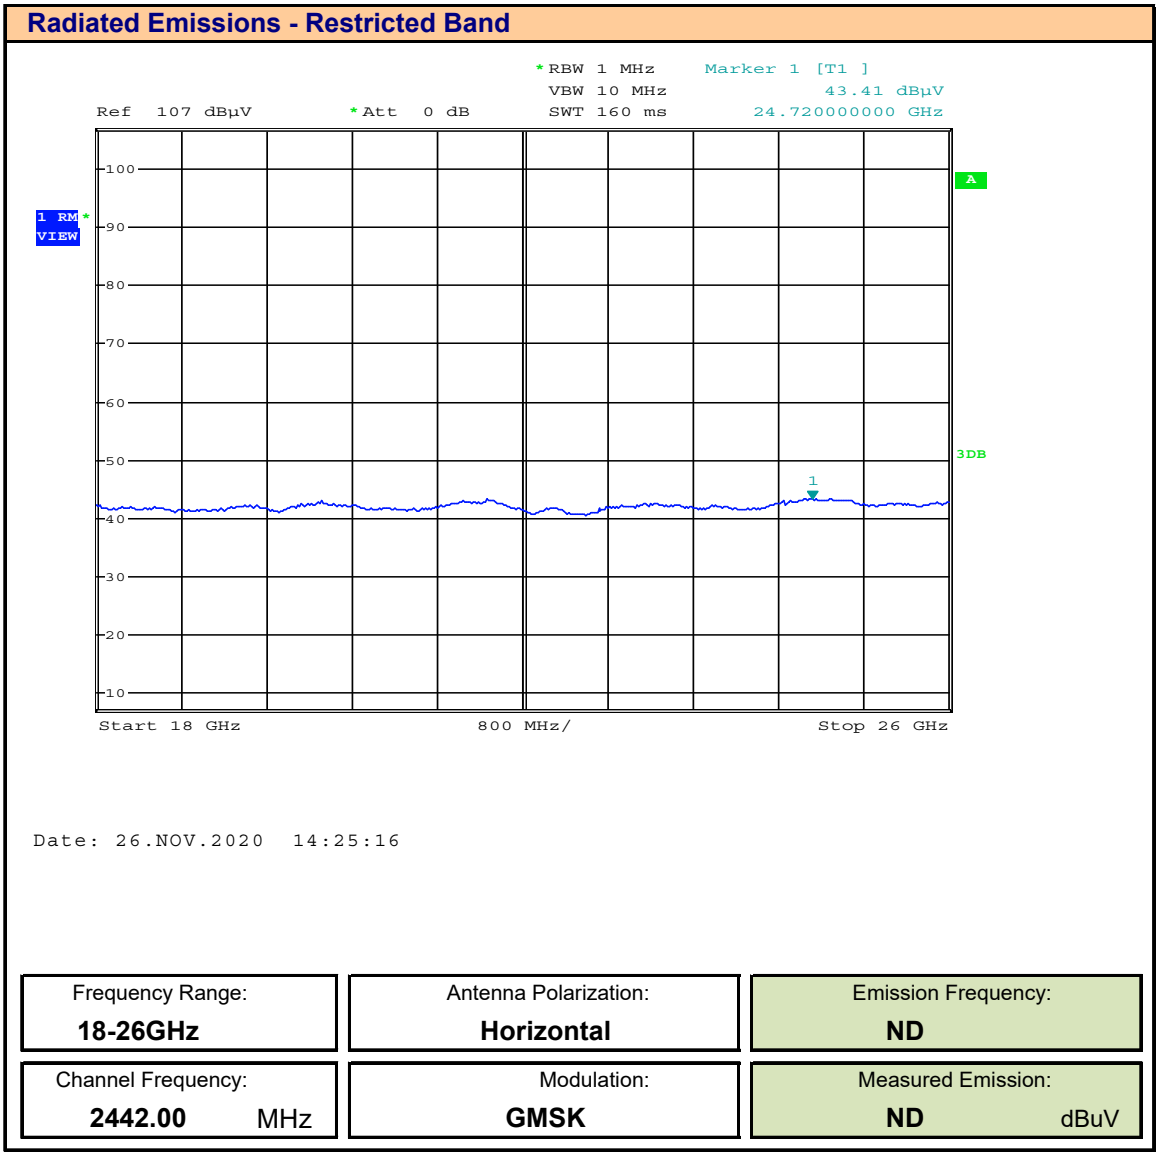 Radiated Emissions - Restricted Band
*RBW 1 MHz Marker 1 [T1 ]
VBW 10 MHz 43.41 dBµV
Ref 107 dBµV *Att 0 dB SWT 160 ms 24.720000000 GHz
100
A
1 RM *
VIEW
90
80
70
60
50
3DB
1
40
30
20
10
Start 18 GHz 800 MHz/ Stop 26 GHz
Date: 26.NOV.2020 14:25:16
Frequency Range: Antenna Polarization: Emission Frequency:
18-26GHz Horizontal ND
Channel Frequency: Modulation: Measured Emission:
2442.00 MHz GMSK ND dBuV